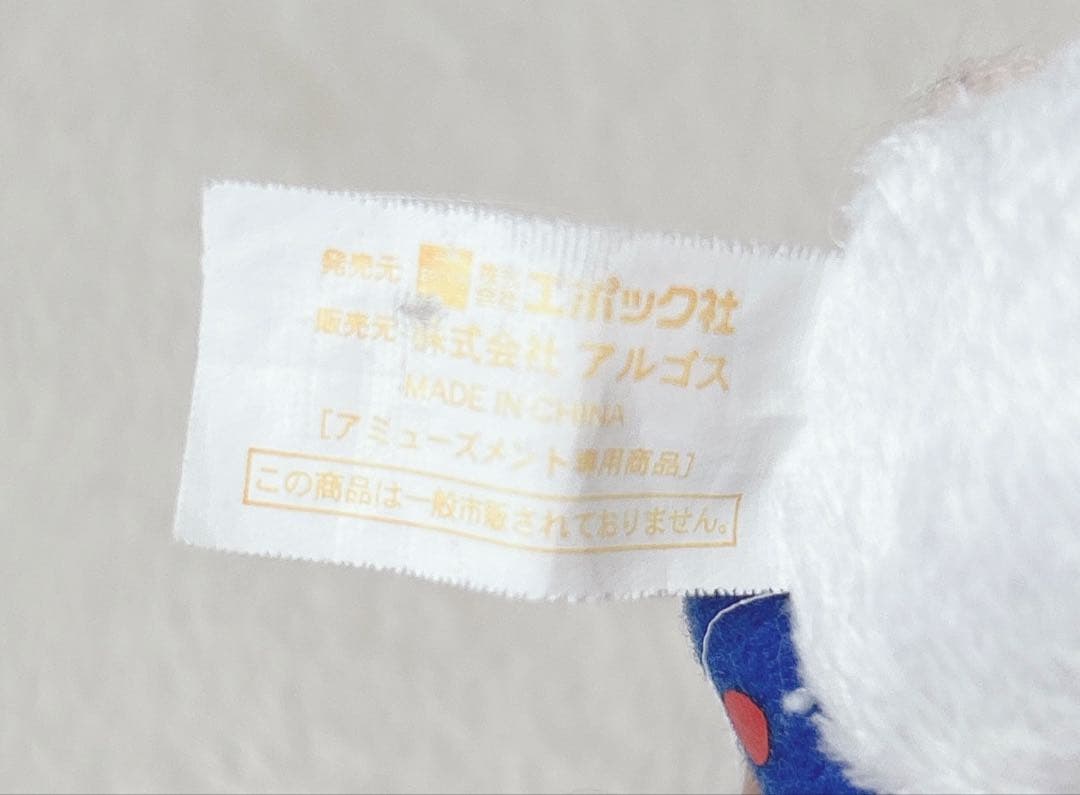 発売元 株式会社 エポック社
販売元 株式会社 アルゴス
MADE IN CHINA
[アミューズメント専用商品]
この商品は一般市販されておりません。